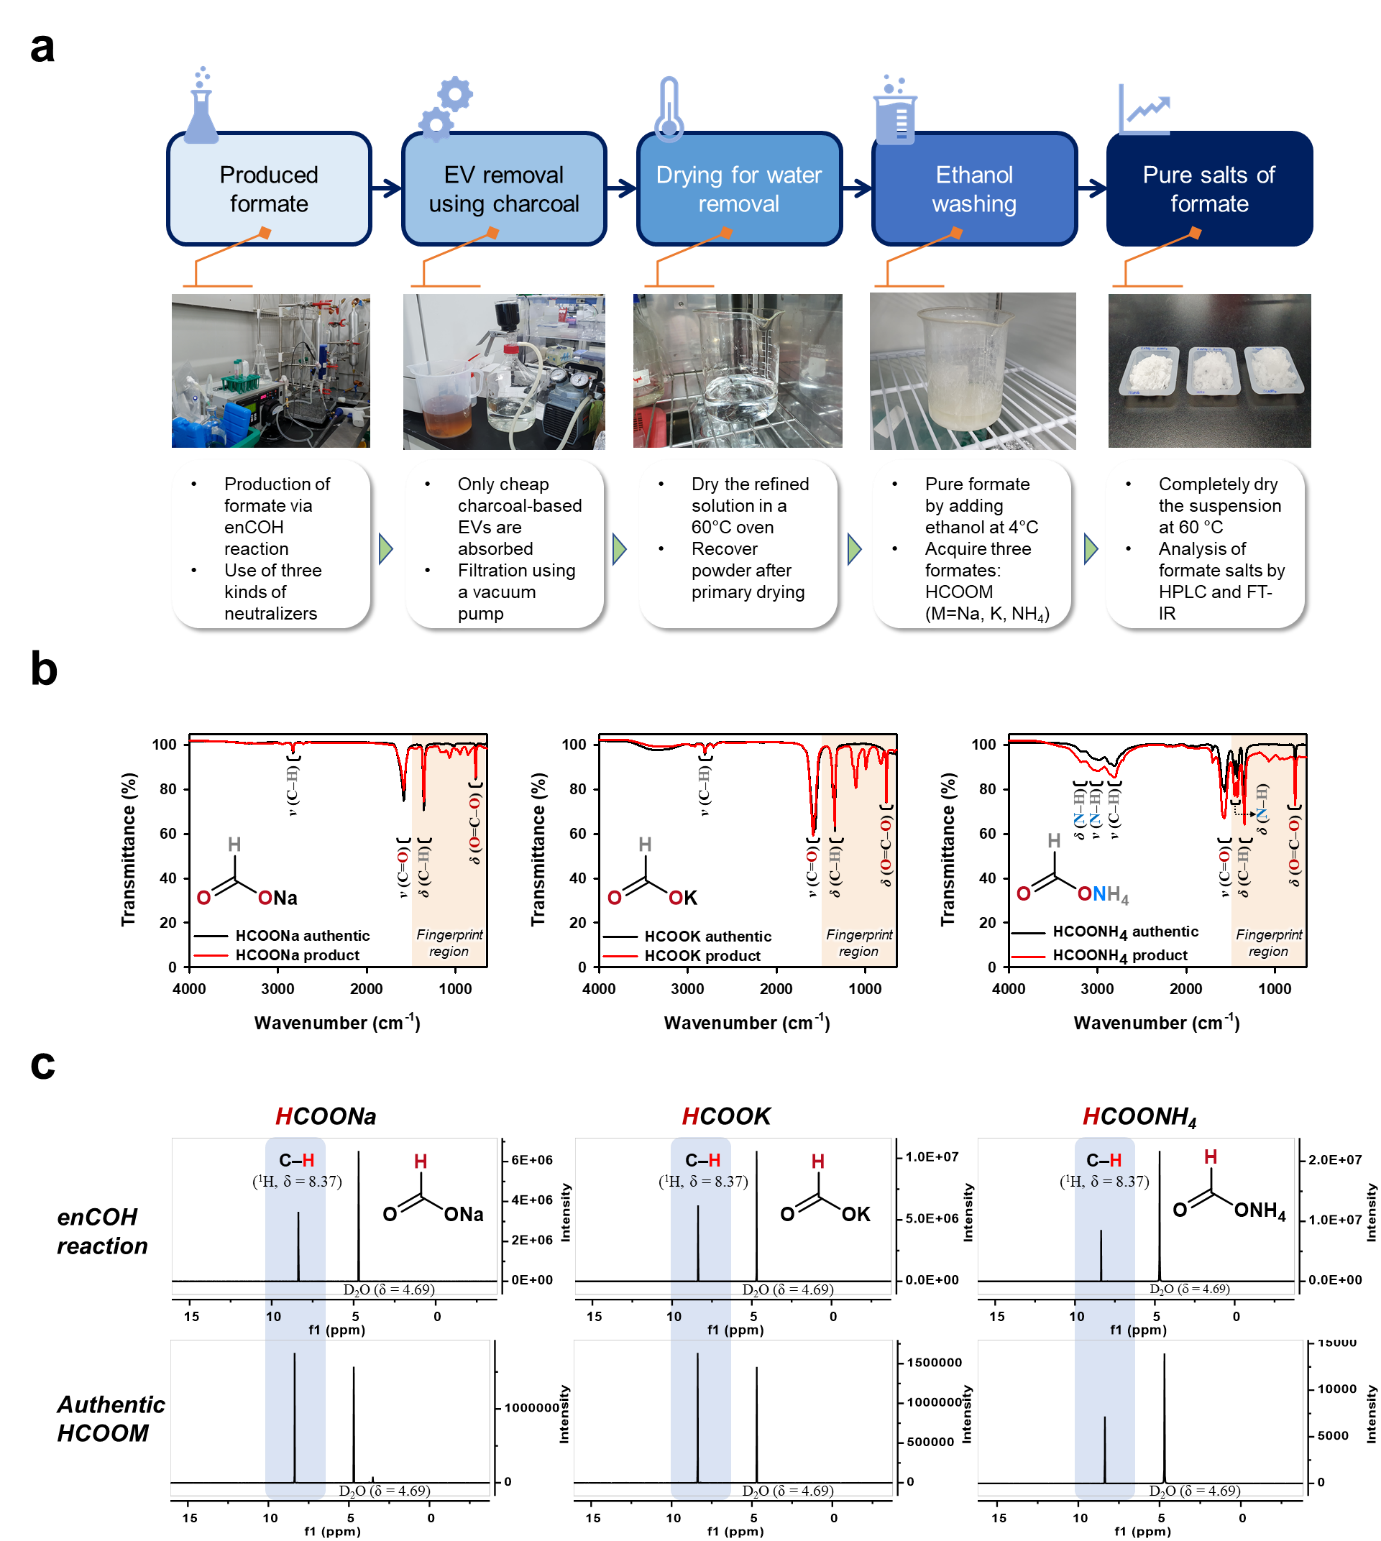 a
Produced
formate
EV removal
using charcoal
Drying for water
removal
Ethanol
washing
Pure salts of
formate
• Production of
formate via
enCOH
reaction
• Use of three
kinds of
neutralizers
• Only cheap
charcoal-based
EVs are
absorbed
• Filtration using
a vacuum
pump
• Dry the refined
solution in a
60°C oven
• Recover
powder after
primary drying
• Pure formate
by adding
ethanol at 4°C
• Acquire three
formates:
HCOOM
(M=Na, K, NH4)
• Completely dry
the suspension
at 60 °C
• Analysis of
formate salts by
HPLC and FT-
IR
b
Transmittance (%)
100
80
60
40
20
0
ν (C–H)
ν (C=O)
δ (C–H)
δ (O=C–O)
H
O
ONa
HCOONa authentic
HCOONa product
Fingerprint
region
4000 3000 2000 1000
Wavenumber (cm-1)
Transmittance (%)
100
80
60
40
20
0
ν (C–H)
ν (C=O)
δ (C–H)
δ (O=C–O)
H
O
OK
HCOOK authentic
HCOOK product
Fingerprint
region
4000 3000 2000 1000
Wavenumber (cm-1)
Transmittance (%)
100
80
60
40
20
0
δ (N–H)
ν (N–H)
ν (C–H)
ν (C=O)
δ (C–H)
δ (N–H)
δ (O=C–O)
H
O
ONH4
HCOONH4 authentic
HCOONH4 product
Fingerprint
region
4000 3000 2000 1000
Wavenumber (cm-1)
c
HCOONa
HCOOK
HCOONH4
enCOH
reaction
C–H
(1H, δ = 8.37)
H
O
ONa
6E+06
4E+06
2E+06
0E+00
Intensity
D2O (δ = 4.69)
15 10 5 0
f1 (ppm)
C–H
(1H, δ = 8.37)
H
O
OK
1.0E+07
5.0E+06
0.0E+00
Intensity
D2O (δ = 4.69)
15 10 5 0
f1 (ppm)
C–H
(1H, δ = 8.37)
H
O
ONH4
2.0E+07
1.0E+07
0.0E+00
Intensity
D2O (δ = 4.69)
15 10 5 0
f1 (ppm)
Authentic
HCOOM
1000000
0
Intensity
D2O (δ = 4.69)
15 10 5 0
f1 (ppm)
1500000
1000000
500000
0
Intensity
D2O (δ = 4.69)
15 10 5 0
f1 (ppm)
15000
10000
5000
0
Intensity
D2O (δ = 4.69)
15 10 5 0
f1 (ppm)